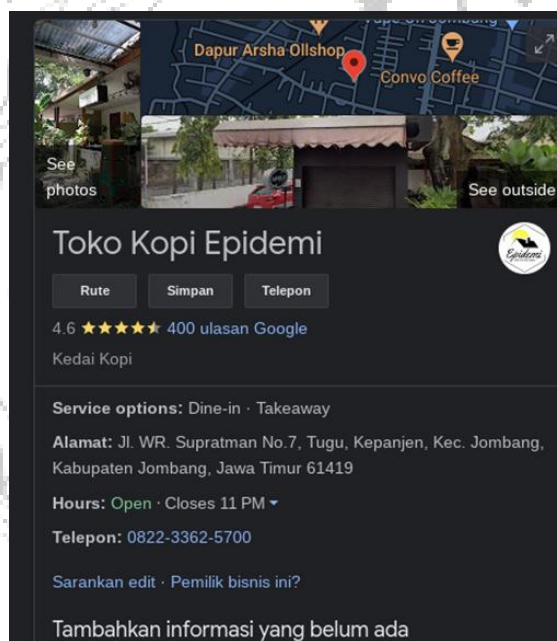 Dapur Arsha Ollshop
Convo Coffee
See
photos
See outside
Toko Kopi Epidemi
Epidemi
Rute
Simpan
Telepon
4.6 ★★★★★ 400 ulasan Google
Kedai Kopi
Service options: Dine-in · Takeaway
Alamat: Jl. WR. Supratman No.7, Tugu, Kepanjen, Kec. Jombang,
Kabupaten Jombang, Jawa Timur 61419
Hours: Open · Closes 11 PM
Telepon: 0822-3362-5700
Sarankan edit · Pemilik bisnis ini?
Tambahkan informasi yang belum ada